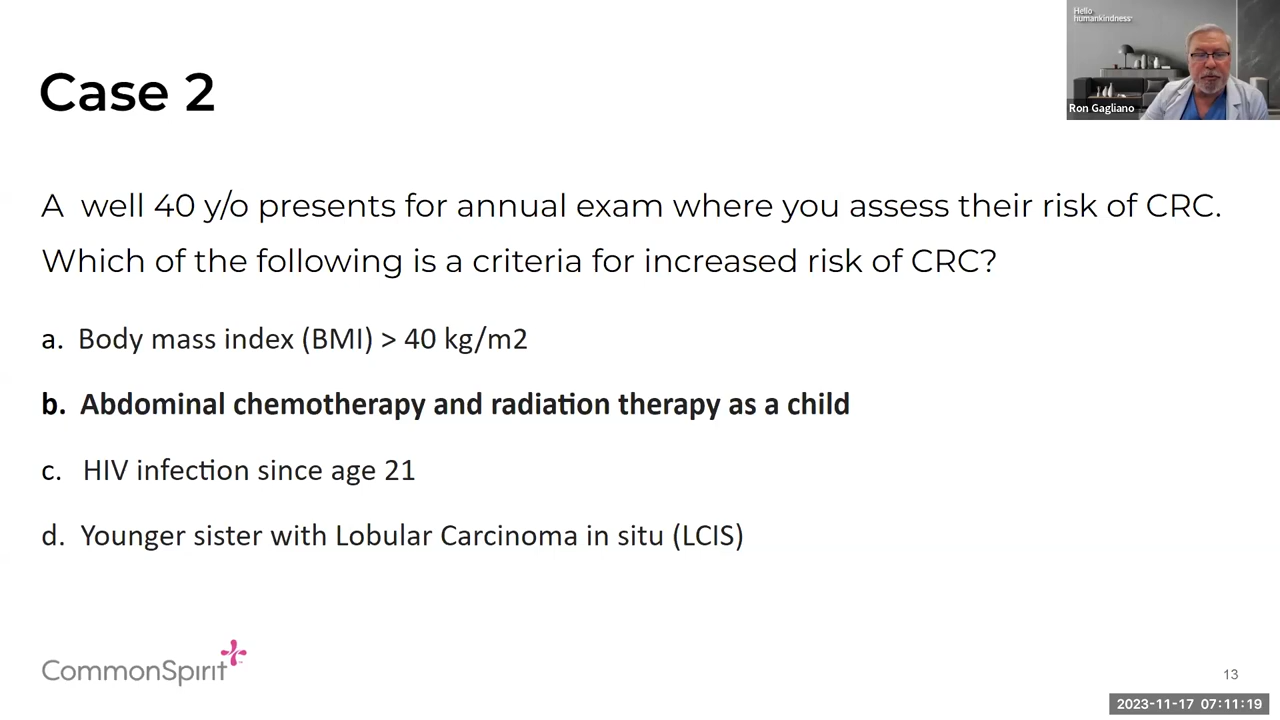 Hello
humankindness
Ron Gagliano
Case 2
A well 40 y/o presents for annual exam where you assess their risk of CRC.
Which of the following is a criteria for increased risk of CRC?
a. Body mass index (BMI) > 40 kg/m2
b. Abdominal chemotherapy and radiation therapy as a child
c. HIV infection since age 21
d. Younger sister with Lobular Carcinoma in situ (LCIS)
CommonSpirit
13
2023-11-17 07:11:19